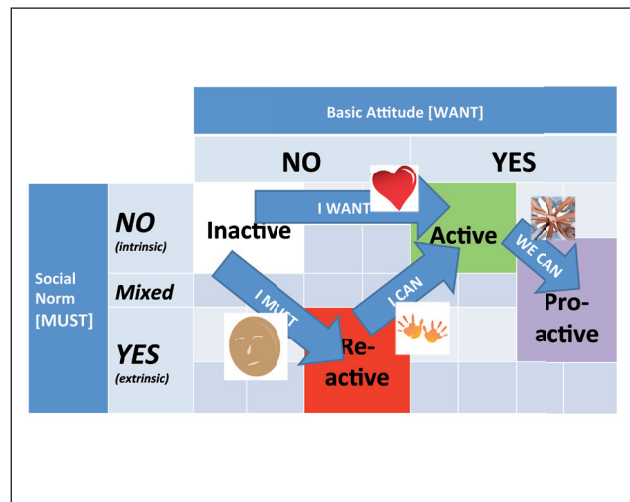 Basic Attitude [WANT]
NO
YES
Social
Norm
[MUST]
NO
(intrinsic)
Mixed
YES
(extrinsic)
Inactive
I WANT
Active
WE CAN
Pro-
active
I MUST
I CAN
Re-
active